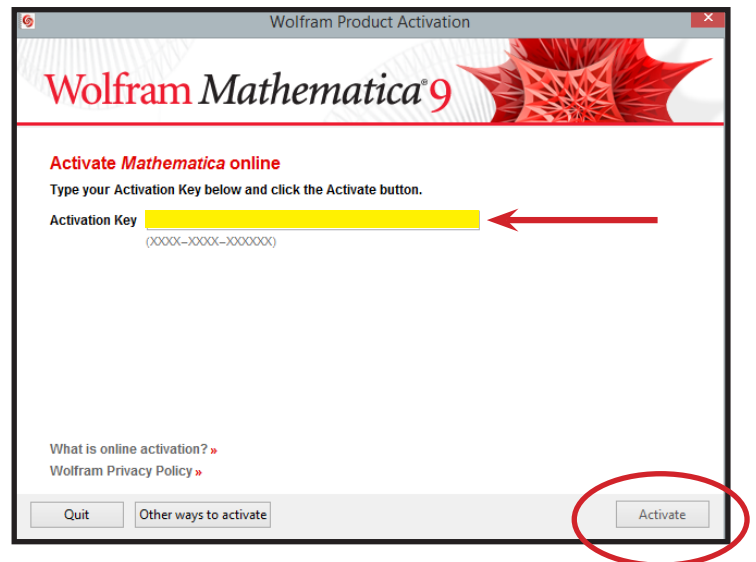 Wolfram Product Activation
Wolfram Mathematica® 9
Activate Mathematica online
Type your Activation Key below and click the Activate button.
Activation Key
(XXXX–XXXX–XXXXXX)
What is online activation? »
Wolfram Privacy Policy »
Quit Other ways to activate Activate